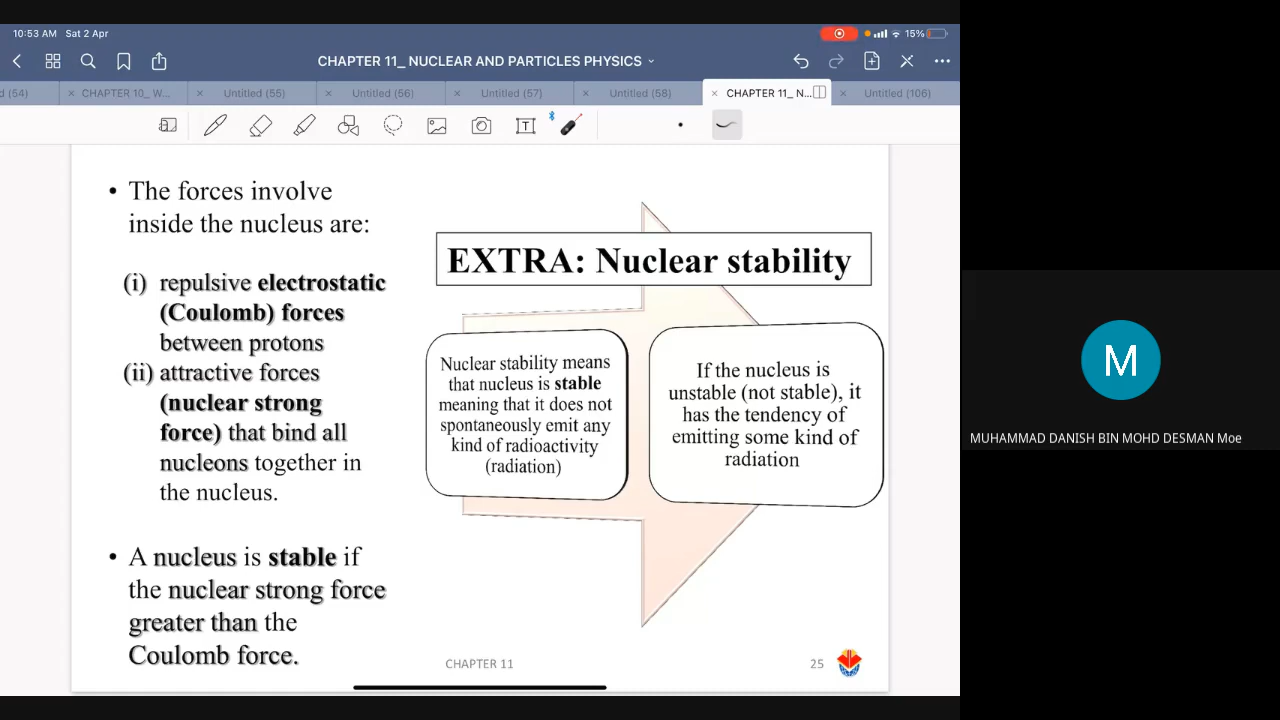 10:53 AM Sat 2 Apr
15%
CHAPTER 11_ NUCLEAR AND PARTICLES PHYSICS
(54)
CHAPTER 10_ W...
Untitled (55)
Untitled (56)
Untitled (57)
Untitled (58)
CHAPTER 11_ N...
Untitled (106)
• The forces involve
inside the nucleus are:
(i) repulsive electrostatic
(Coulomb) forces
between protons
(ii) attractive forces
(nuclear strong
force) that bind all
nucleons together in
the nucleus.
• A nucleus is stable if
the nuclear strong force
greater than the
Coulomb force.
EXTRA: Nuclear stability
Nuclear stability means
that nucleus is stable
meaning that it does not
spontaneously emit any
kind of radioactivity
(radiation)
If the nucleus is
unstable (not stable), it
has the tendency of
emitting some kind of
radiation
CHAPTER 11
25
M
MUHAMMAD DANISH BIN MOHD DESMAN Moe